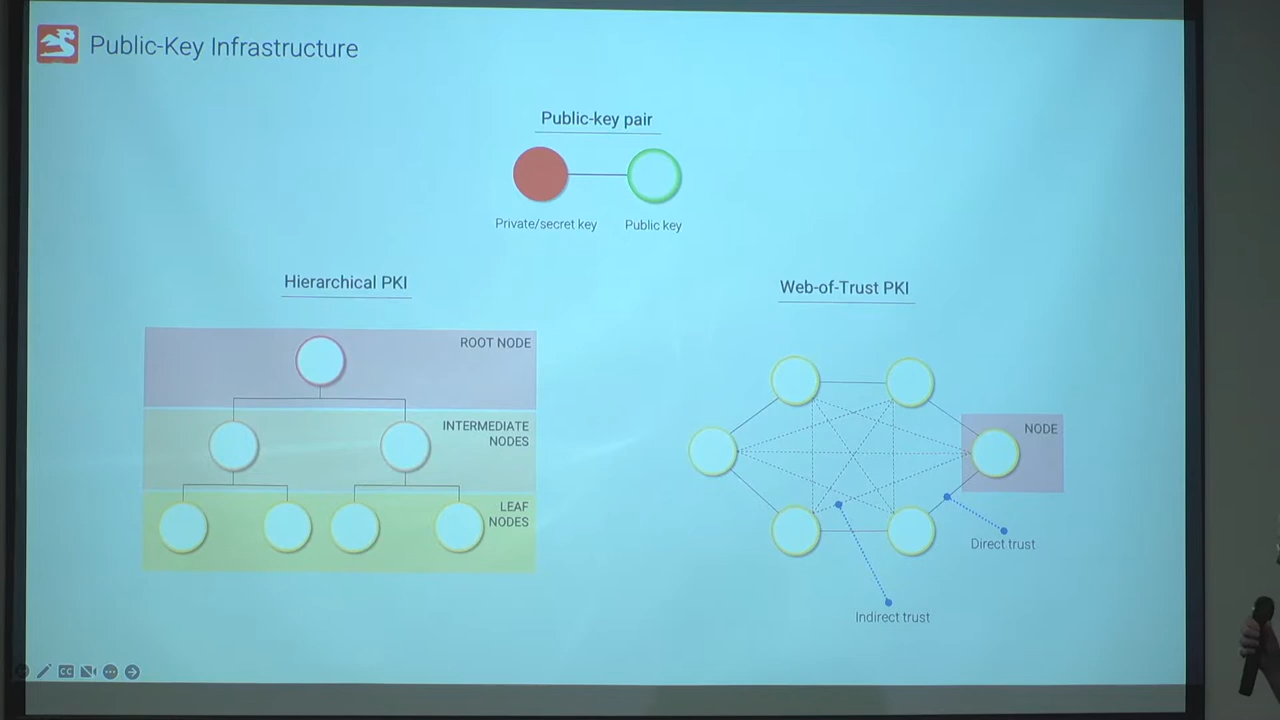 Public-Key Infrastructure
Public-key pair
Private/secret key
Public key
Hierarchical PKI
ROOT NODE
INTERMEDIATE
NODES
LEAF
NODES
Web-of-Trust PKI
NODE
Direct trust
Indirect trust
CC